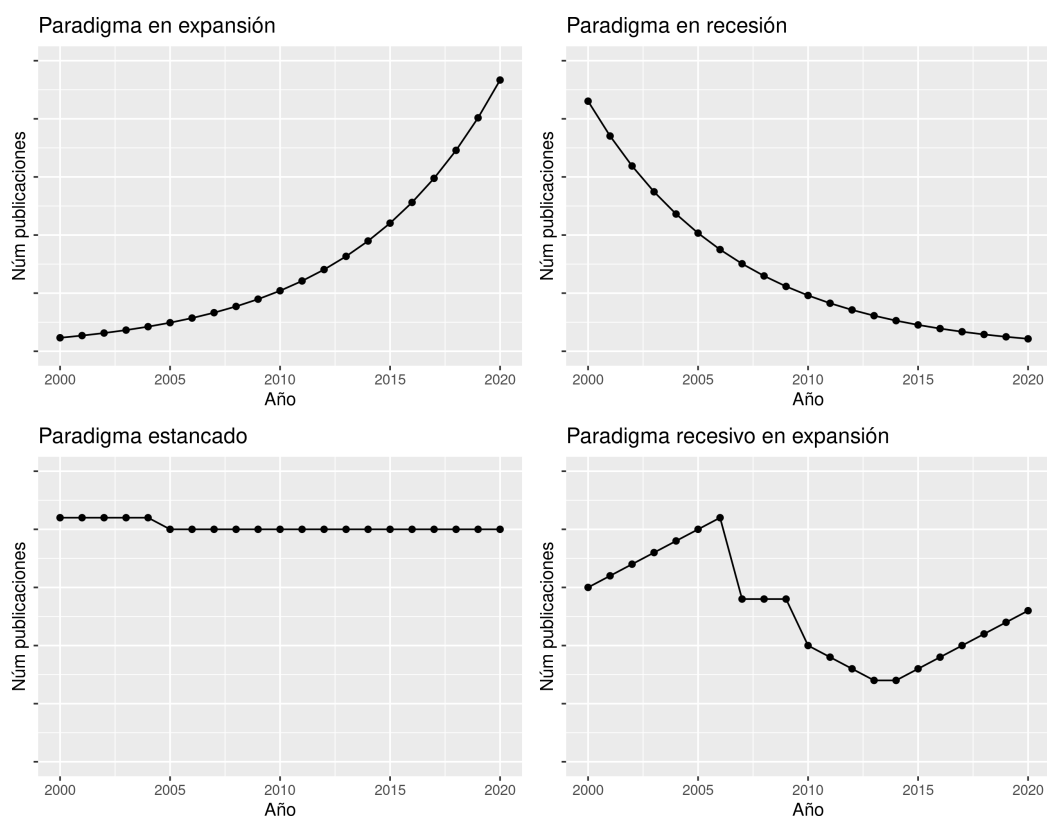 Paradigma en expansión
Núm publicaciones
2000 2005 2010 2015 2020
Año
Paradigma en recesión
Núm publicaciones
2000 2005 2010 2015 2020
Año
Paradigma estancado
Núm publicaciones
2000 2005 2010 2015 2020
Año
Paradigma recesivo en expansión
Núm publicaciones
2000 2005 2010 2015 2020
Año